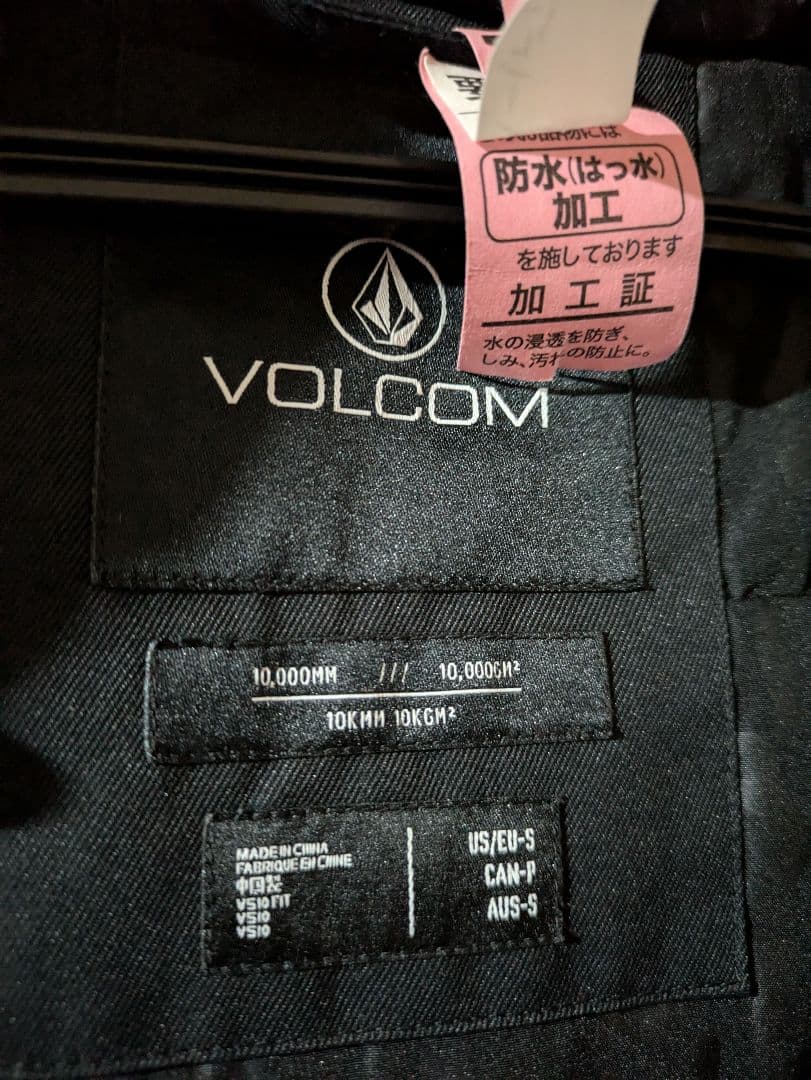 防水(はっ水)
加工
を施しております
加工証
水の浸透を防ぎ、
しみ、汚れの防止に。
VOLCOM
10,000MM /// 10,000GM²
10KMM 10KGM²
MADE IN CHINA
FABRIQUE EN CHINE
中国製
VS10 FIT
VS10
VS10
US/EU-S
CAN-P
AUS-S